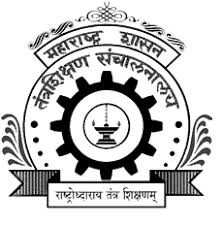 महाराष्ट्र शासन
तंत्रशिक्षण संचालनालय
राष्ट्रोध्दाराय तंत्र शिक्षणम्